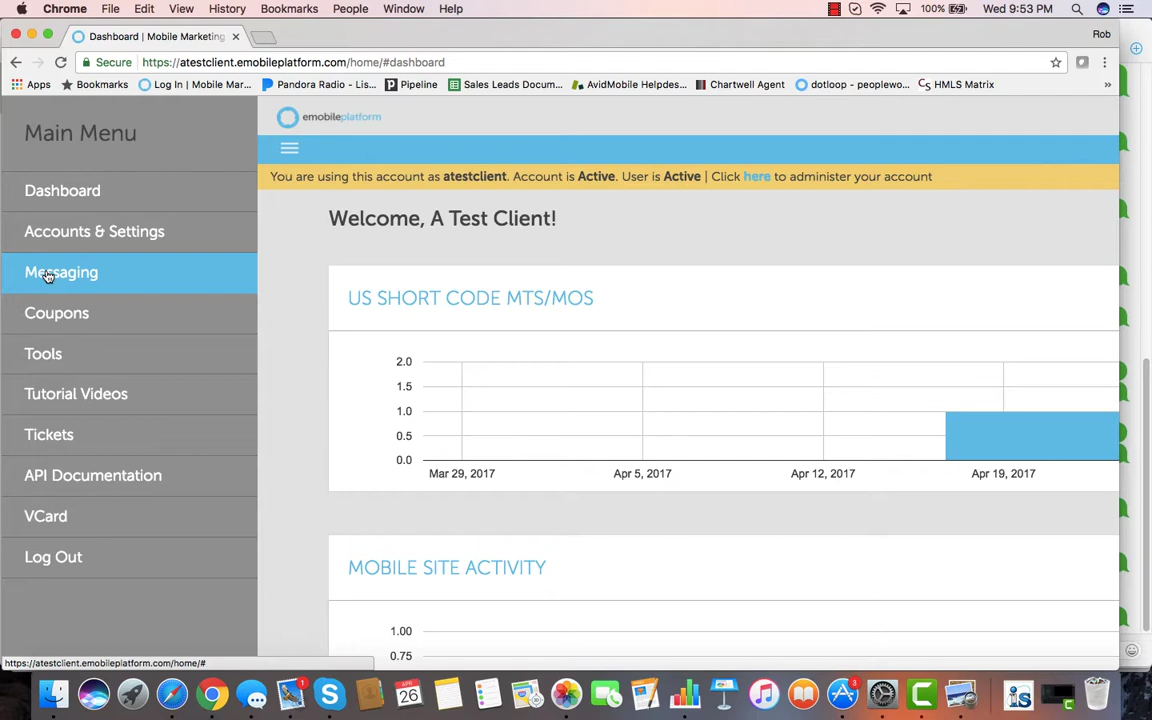 Chrome File Edit View History Bookmarks People Window Help 100% Wed 9:53 PM
Dashboard | Mobile Marketing Rob
Secure https://atestclient.emobileplatform.com/home/#dashboard
Apps Bookmarks Log In | Mobile Mar... Pandora Radio - Lis... Pipeline Sales Leads Docum... AvidMobile Helpdes... Chartwell Agent dotloop - peoplewo... CS HMLS Matrix »
Main Menu
Dashboard
Accounts & Settings
Messaging
Coupons
Tools
Tutorial Videos
Tickets
API Documentation
VCard
Log Out
https://atestclient.emobileplatform.com/home/#
emobileplatform
You are using this account as atestclient. Account is Active. User is Active | Click here to administer your account
Welcome, A Test Client!
US SHORT CODE MTS/MOS
2.0
1.5
1.0
0.5
0.0
Mar 29, 2017 Apr 5, 2017 Apr 12, 2017 Apr 19, 2017
MOBILE SITE ACTIVITY
1.00
0.75
1 APR 26 3